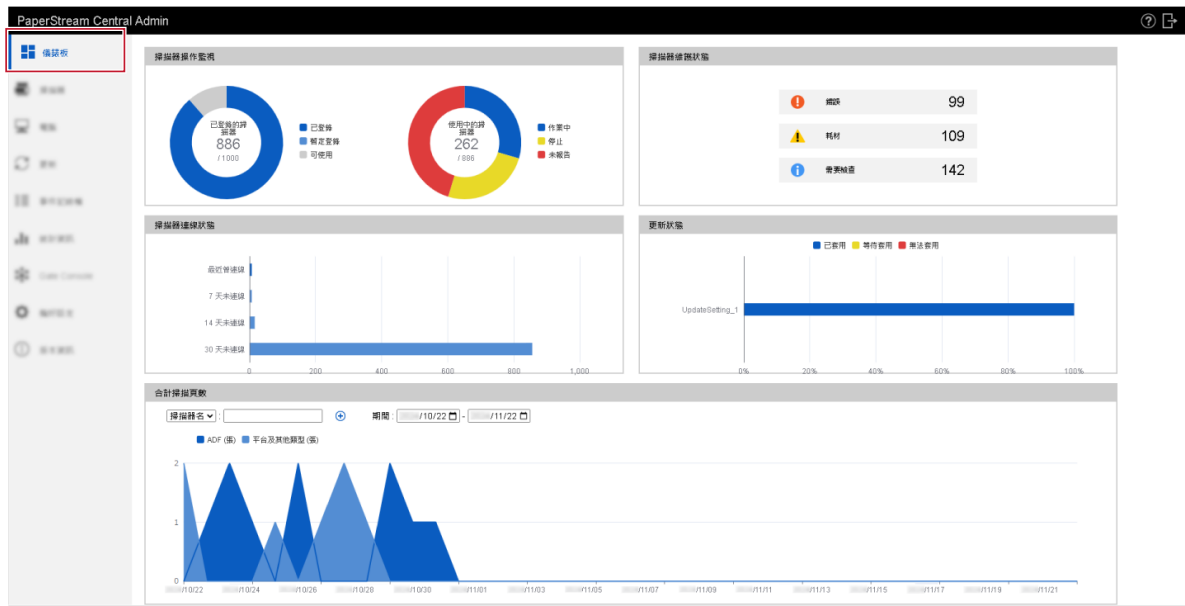 PaperStream Central Admin
儀錶板
掃描器操作監視
已登錄的掃
描器
886
/ 1000
已登錄
暫定登錄
可使用
使用中的掃
描器
262
/ 886
作業中
停止
未報告
掃描器維護狀態
錯誤 99
耗材 109
需要檢查 142
掃描器連線狀態
最近曾連線
7 天未連線
14 天未連線
30 天未連線
0 200 400 600 800 1,000
更新狀態
已套用 等待套用 無法套用
UpdateSetting_1
0% 20% 40% 60% 80% 100%
合計掃描頁數
掃描器名 : 期間 : /10/22 - /11/22
ADF (張) 平台及其他類型 (張)
2
1
0
/10/22 /10/24 /10/26 /10/28 /10/30 /11/01 /11/03 /11/05 /11/07 /11/09 /11/11 /11/13 /11/15 /11/17 /11/19 /11/21